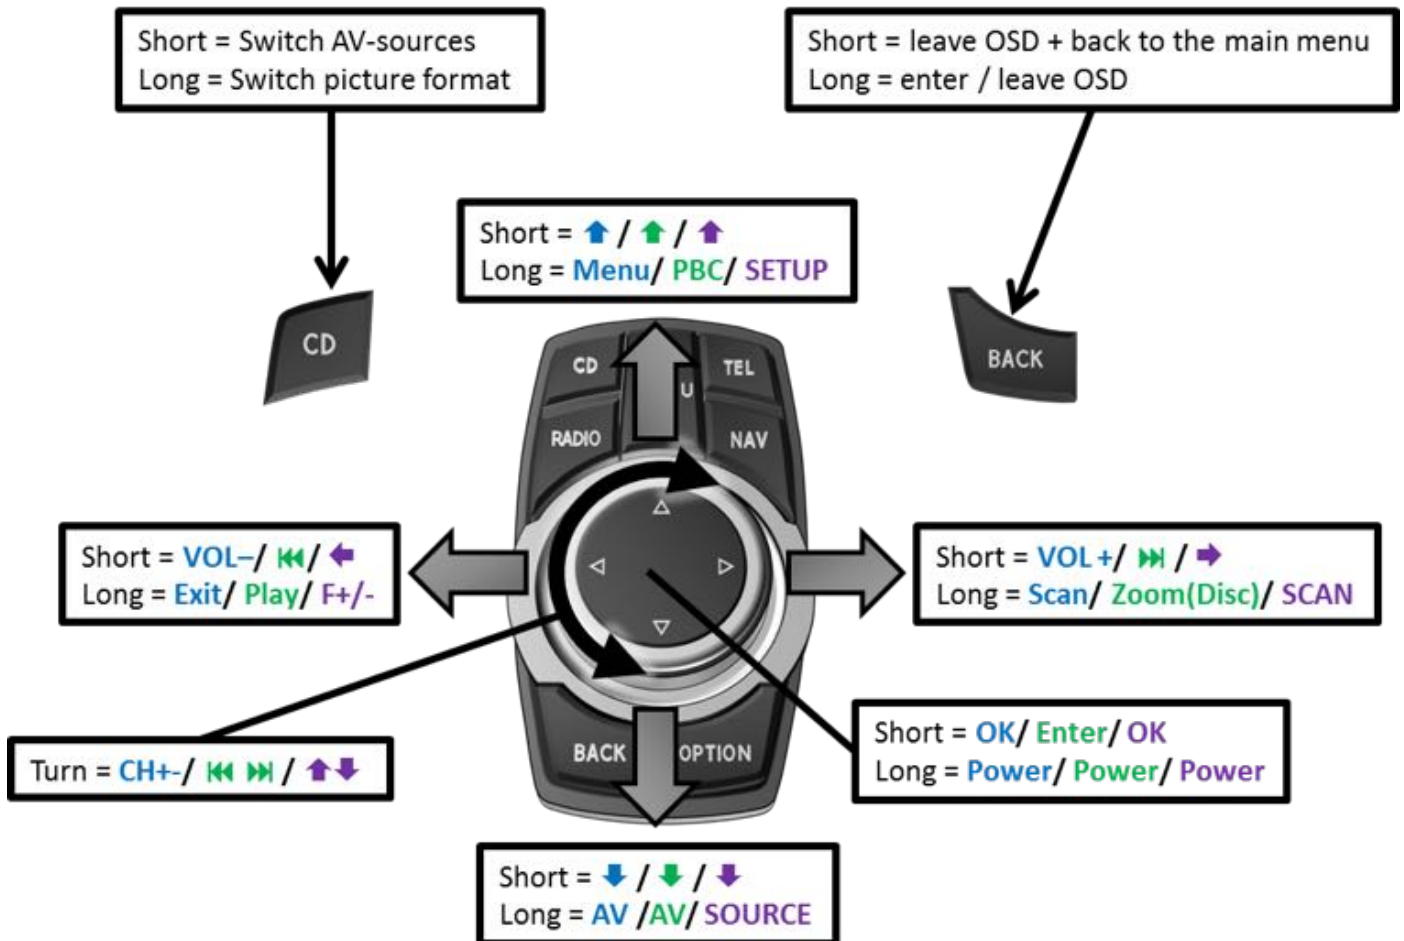 Short = Switch AV-sources
Long = Switch picture format
Short = leave OSD + back to the main menu
Long = enter / leave OSD
Short = ⬆ / ⬆ / ⬆
Long = Menu/ PBC/ SETUP
CD
BACK
CD
U
TEL
RADIO
NAV
Short = VOL–/ ⏮/ ⬅
Long = Exit/ Play/ F+/-
Short = VOL+/ ⏭ / ➡
Long = Scan/ Zoom(Disc)/ SCAN
Turn = CH+-/ ⏮ ⏭ / ⬆⬇
BACK
OPTION
Short = OK/ Enter/ OK
Long = Power/ Power/ Power
Short = ⬇ / ⬇ / ⬇
Long = AV /AV/ SOURCE